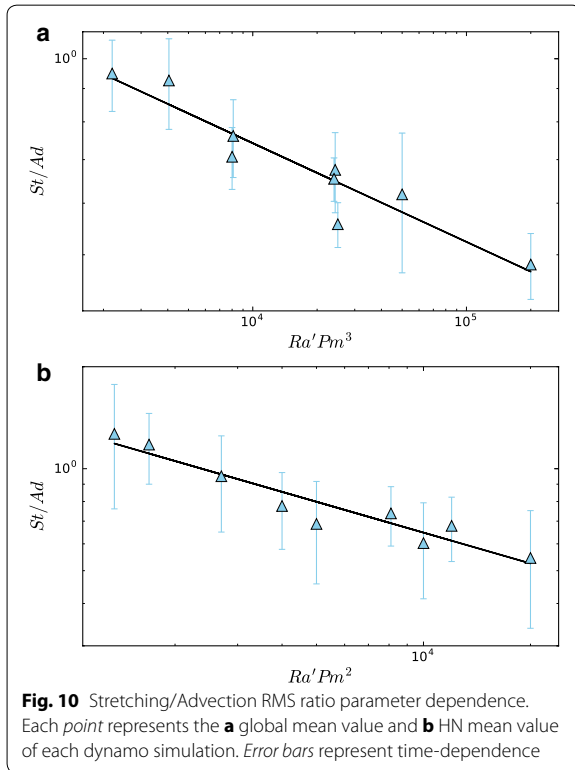 a
10⁰
St/Ad
10⁴ 10⁵
Ra′Pm³
b
10⁰
St/Ad
10⁴
Ra′Pm²
Fig. 10 Stretching/Advection RMS ratio parameter dependence.
Each point represents the a global mean value and b HN mean value
of each dynamo simulation. Error bars represent time-dependence